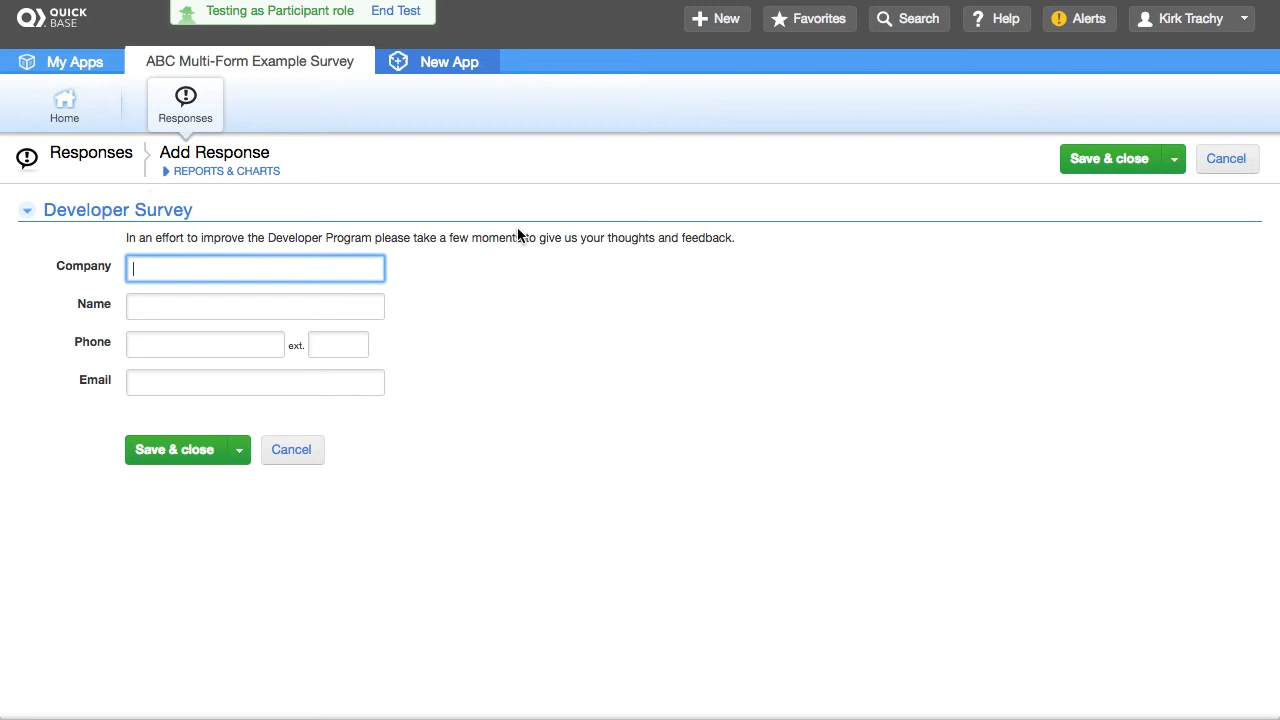 QUICK BASE
Testing as Participant role End Test
New
Favorites
Search
? Help
Alerts
Kirk Trachy
My Apps
ABC Multi-Form Example Survey
New App
Home
Responses
Responses
Add Response
REPORTS & CHARTS
Save & close
Cancel
Developer Survey
In an effort to improve the Developer Program please take a few moments to give us your thoughts and feedback.
Company
Name
Phone
ext.
Email
Save & close
Cancel